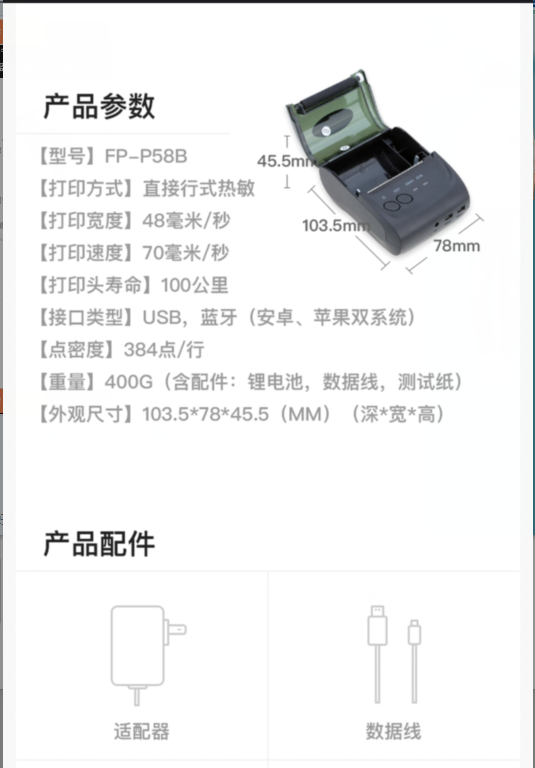 产品参数
【型号】FP-P58B
45.5mm
【打印方式】直接行式热敏
【打印宽度】48毫米/秒
103.5mm
78mm
【打印速度】70毫米/秒
【打印头寿命】100公里
【接口类型】USB，蓝牙（安卓、苹果双系统）
【点密度】384点/行
【重量】400G（含配件：锂电池，数据线，测试纸）
【外观尺寸】103.5*78*45.5（MM）（深*宽*高）
产品配件
适配器
数据线